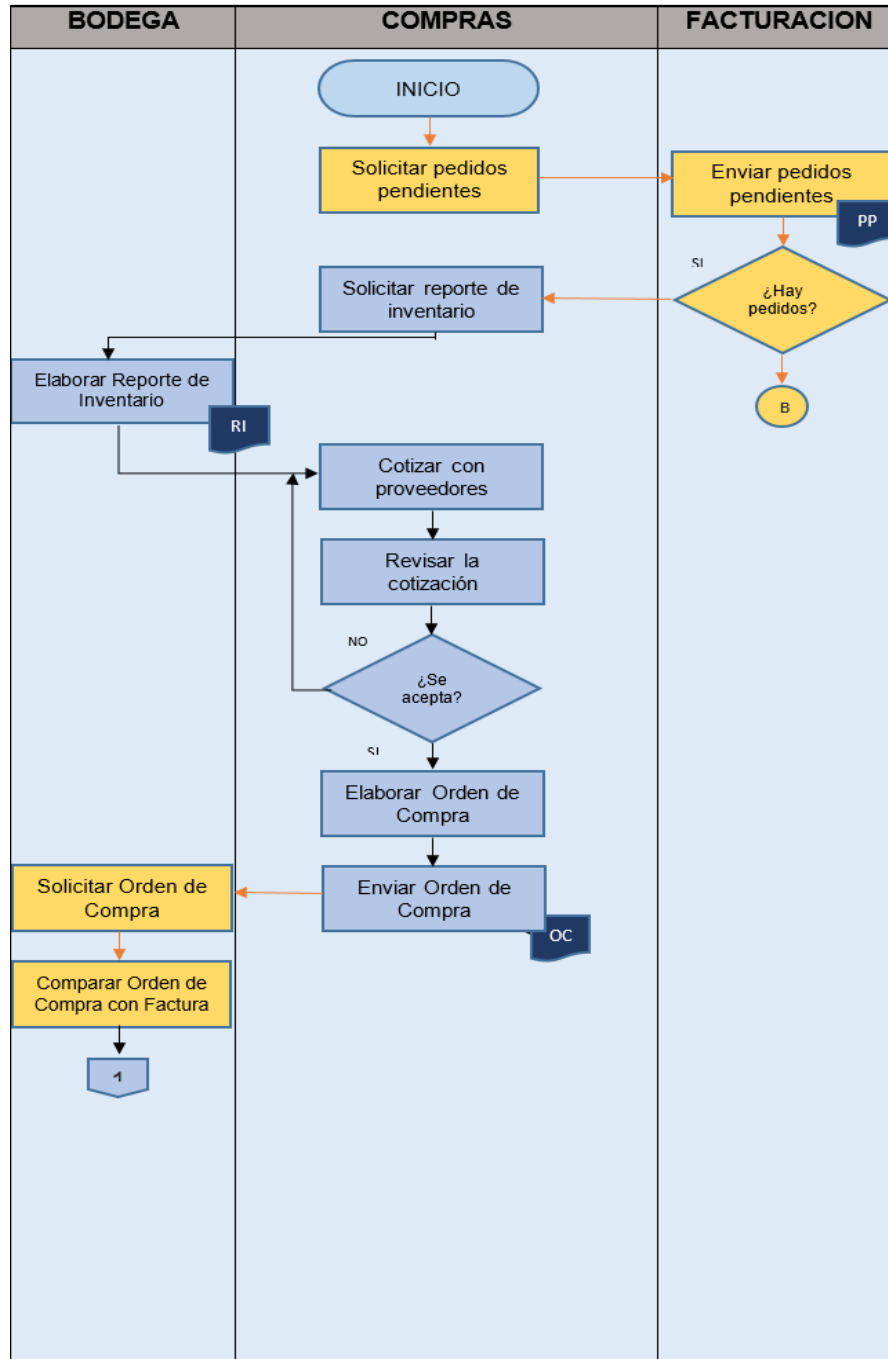 BODEGA
COMPRAS
FACTURACION
INICIO
Solicitar pedidos
pendientes
Enviar pedidos
pendientes
PP
SI
¿Hay
pedidos?
Solicitar reporte de
inventario
Elaborar Reporte de
Inventario
RI
B
Cotizar con
proveedores
Revisar la
cotización
NO
¿Se
acepta?
SI
Elaborar Orden de
Compra
Enviar Orden de
Compra
OC
Solicitar Orden de
Compra
Comparar Orden de
Compra con Factura
1